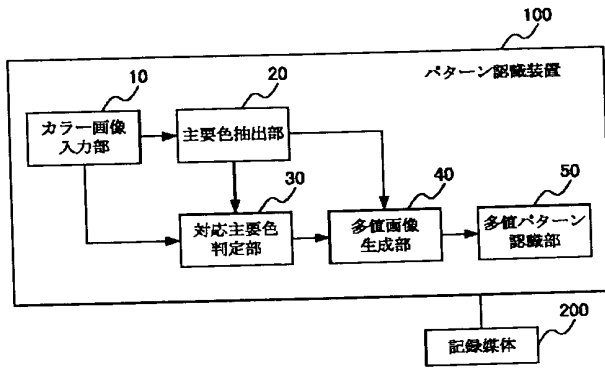 100
パターン認識装置
10
カラー画像
入力部
20
主要色抽出部
30
対応主要色
判定部
40
多値画像
生成部
50
多値パターン
認識部
200
記録媒体